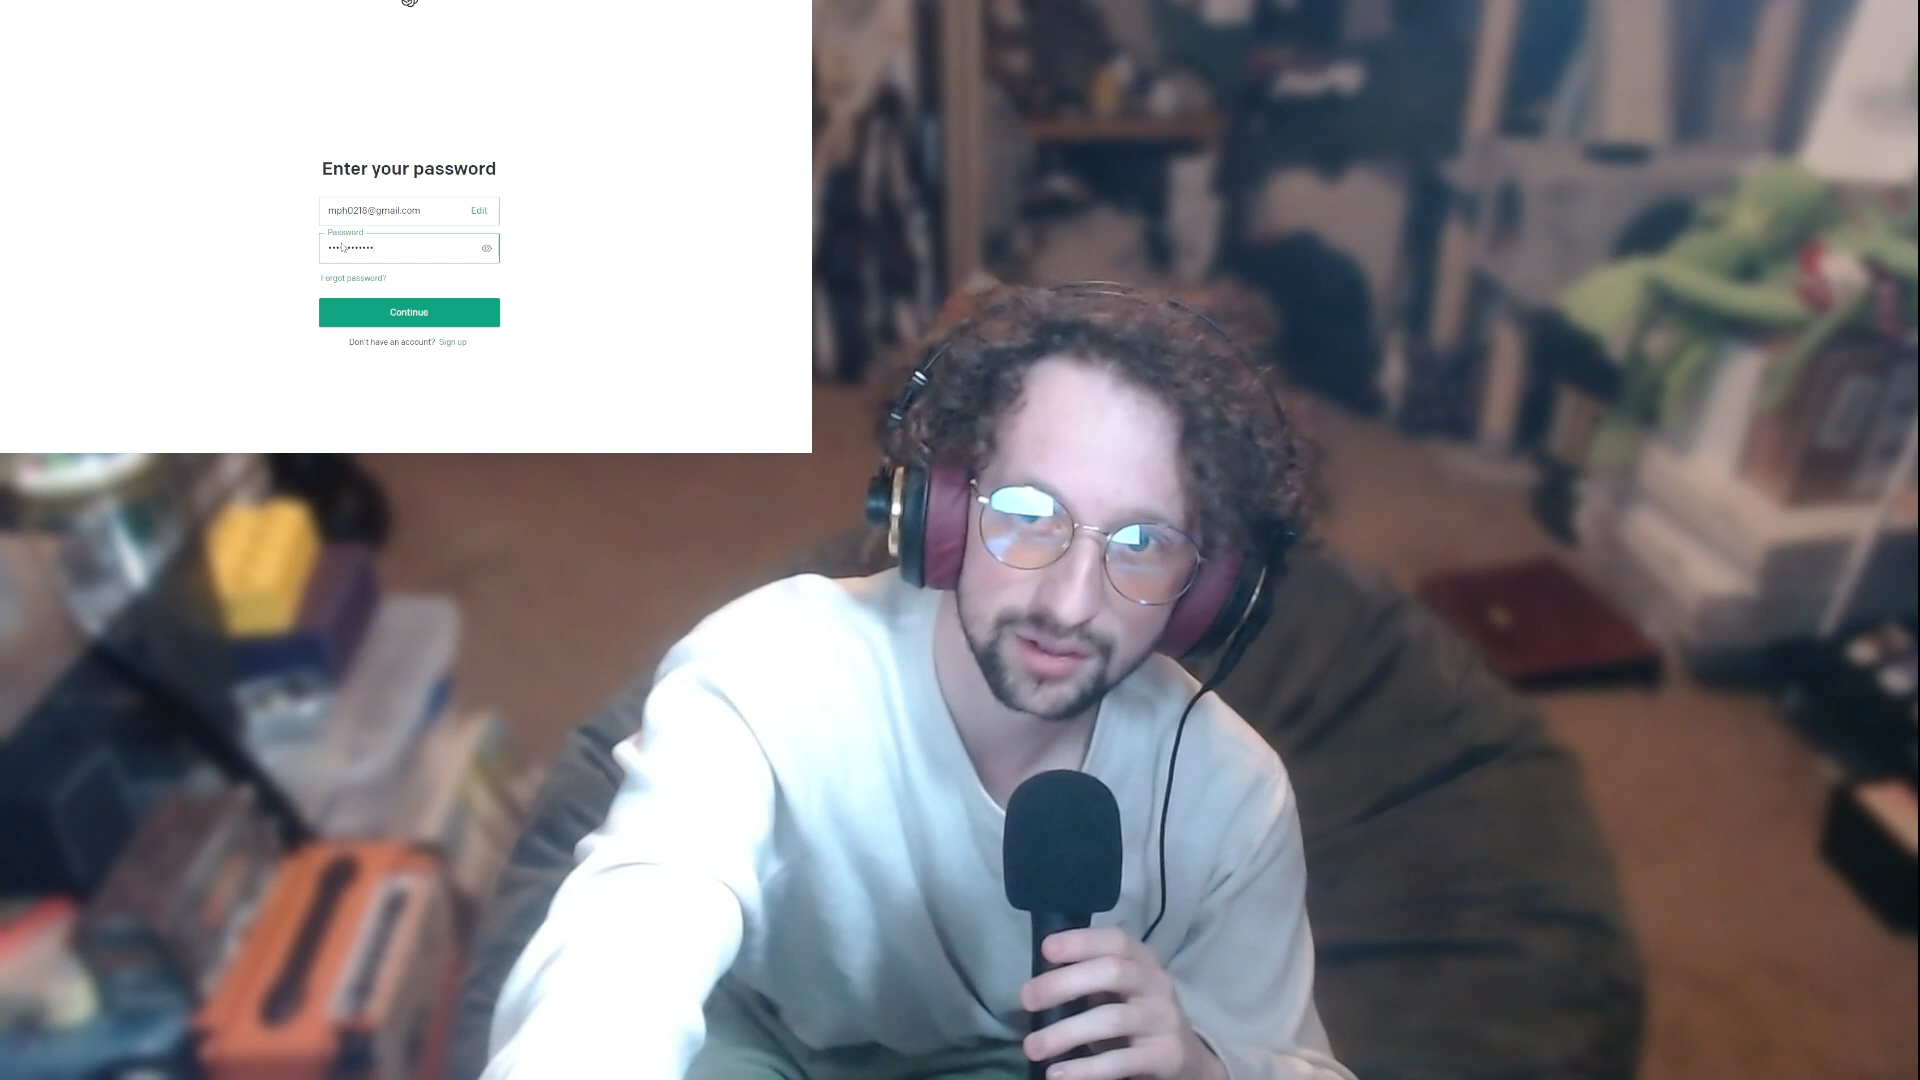 Enter your password
mph0218@gmail.com Edit
Password
Forgot password?
Continue
Don't have an account? Sign up